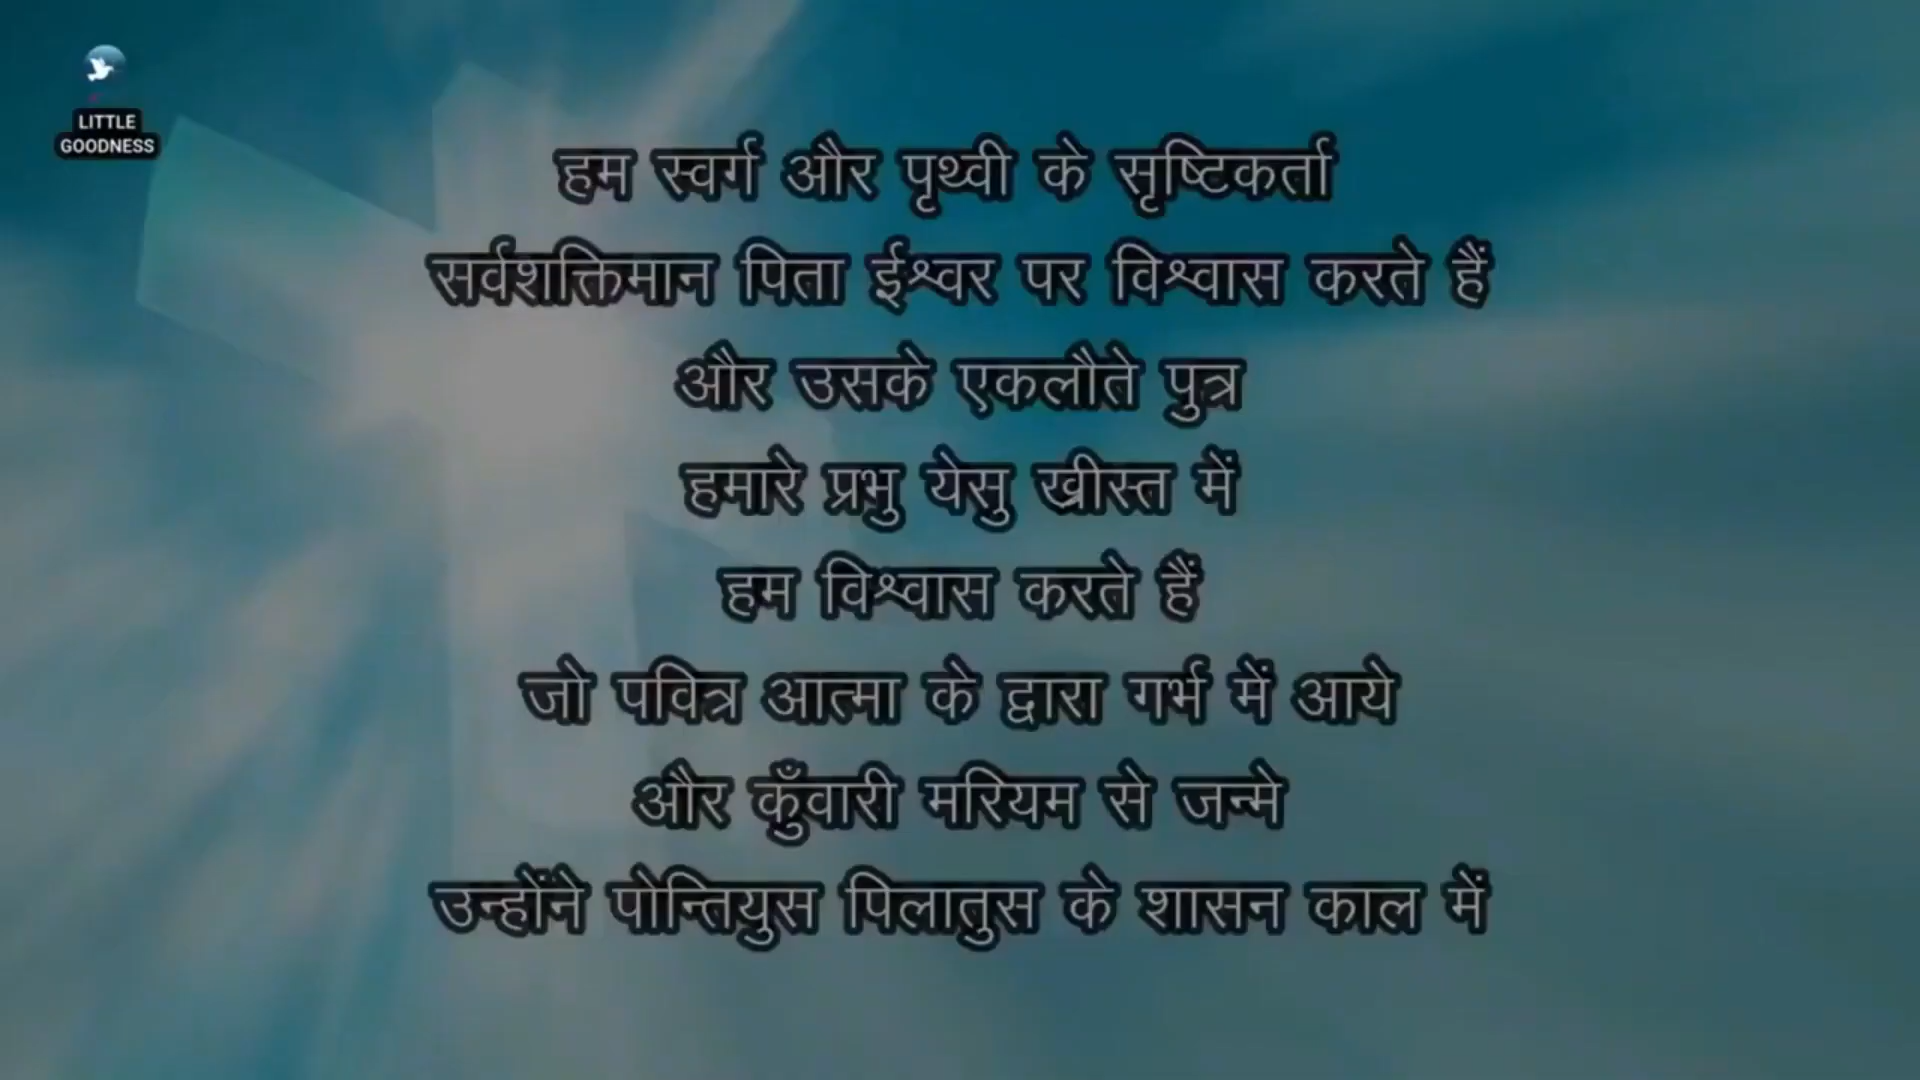 LITTLE
GOODNESS
हम स्वर्ग और पृथ्वी के सृष्टिकर्ता
सर्वशक्तिमान पिता ईश्वर पर विश्वास करते हैं
और उसके एकलौते पुत्र
हमारे प्रभु येसु ख्रीस्त में
हम विश्वास करते हैं
जो पवित्र आत्मा के द्वारा गर्भ में आये
और कुँवारी मरियम से जन्मे
उन्होंने पोन्तियुस पिलातुस के शासन काल में